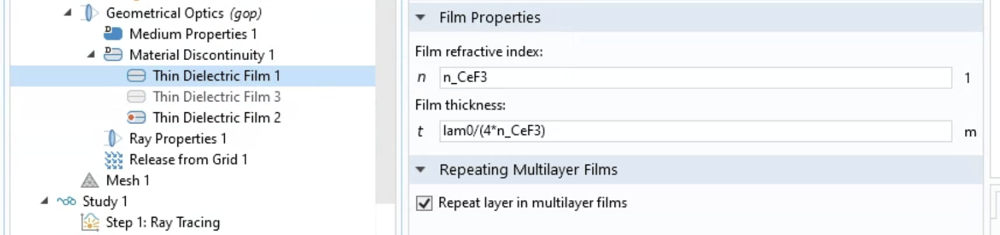 Geometrical Optics (gop)
D Medium Properties 1
D Material Discontinuity 1
Thin Dielectric Film 1
Thin Dielectric Film 3
Thin Dielectric Film 2
Ray Properties 1
Release from Grid 1
Mesh 1
Study 1
Step 1: Ray Tracing
Film Properties
Film refractive index:
n n_CeF3 1
Film thickness:
t lam0/(4*n_CeF3) m
Repeating Multilayer Films
Repeat layer in multilayer films